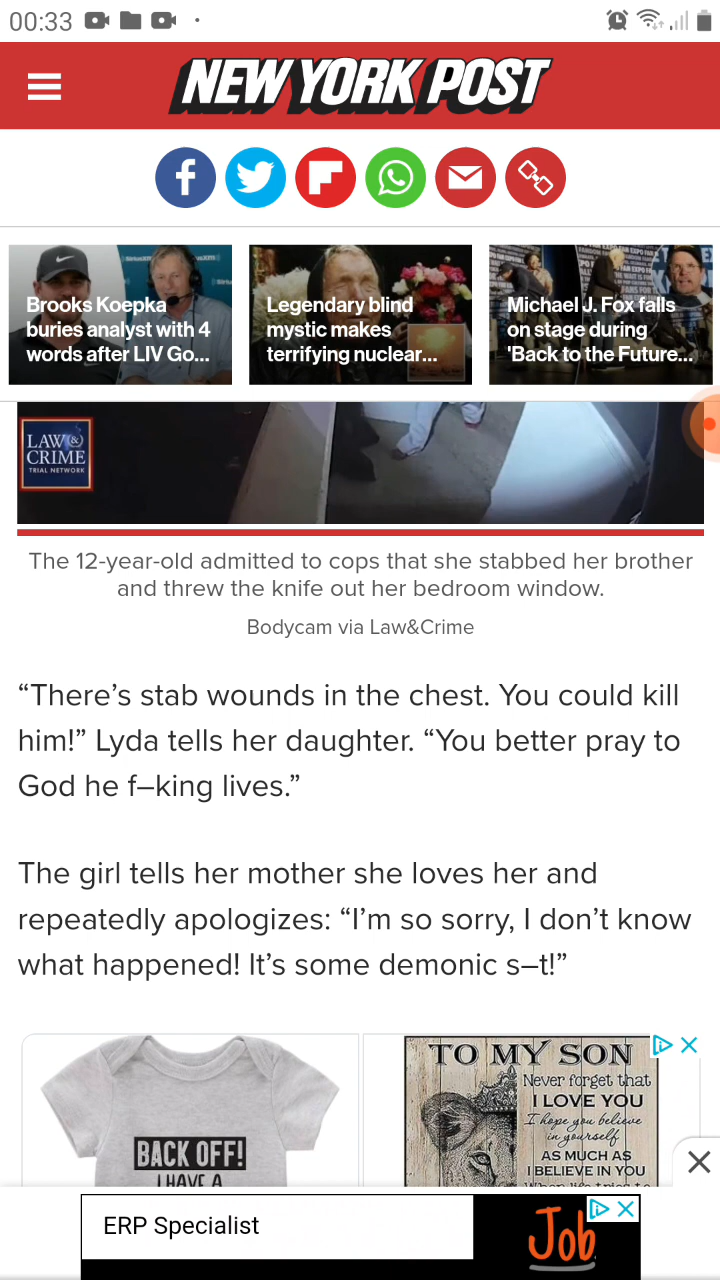 00:33
NEW YORK POST
Brooks Koepka
buries analyst with 4
words after LIV Go...
Legendary blind
mystic makes
terrifying nuclear...
Michael J. Fox falls
on stage during
'Back to the Future...
LAW &
CRIME
TRIAL NETWORK
The 12-year-old admitted to cops that she stabbed her brother
and threw the knife out her bedroom window.
Bodycam via Law&Crime
“There’s stab wounds in the chest. You could kill
him!” Lyda tells her daughter. “You better pray to
God he f–king lives.”
The girl tells her mother she loves her and
repeatedly apologizes: “I’m so sorry, I don’t know
what happened! It’s some demonic s–t!”
BACK OFF!
I HAVE A
TO MY SON
Never forget that
I LOVE YOU
I hope you believe
in yourself
AS MUCH AS
I BELIEVE IN YOU
ERP Specialist
Job